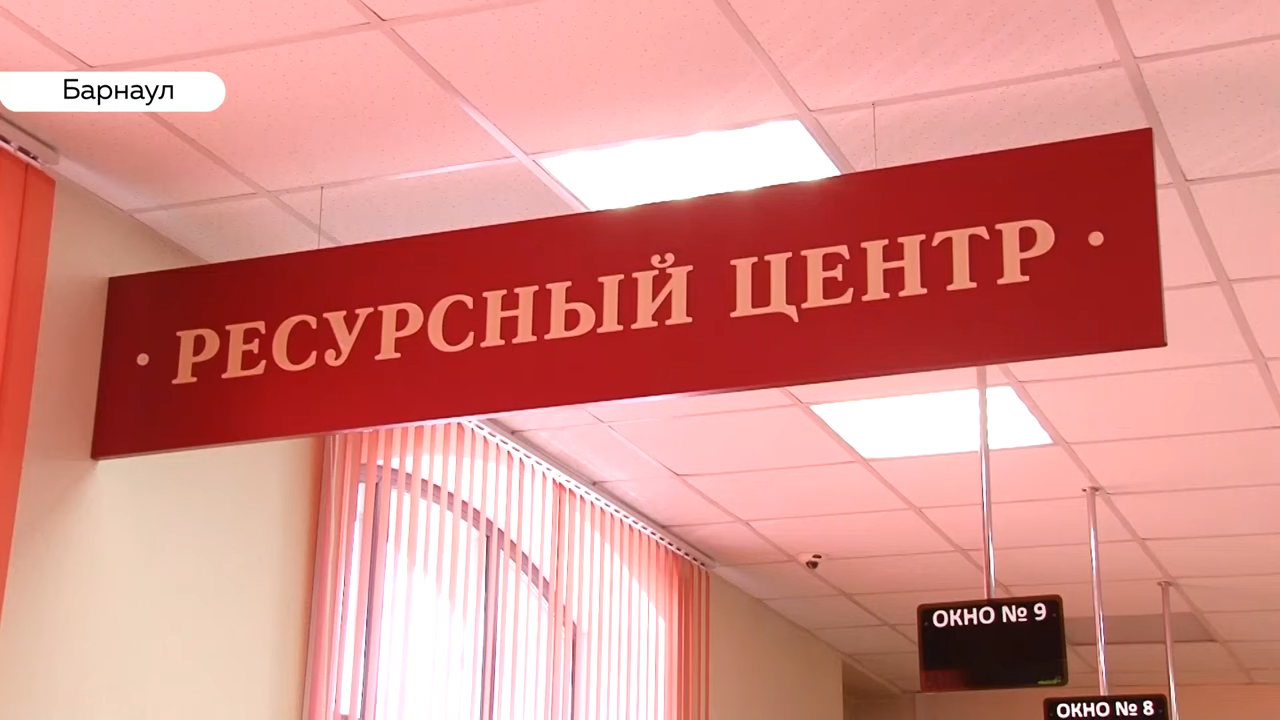 Барнаул
• РЕСУРСНЫЙ ЦЕНТР •
ОКНО № 9
ОКНО № 8